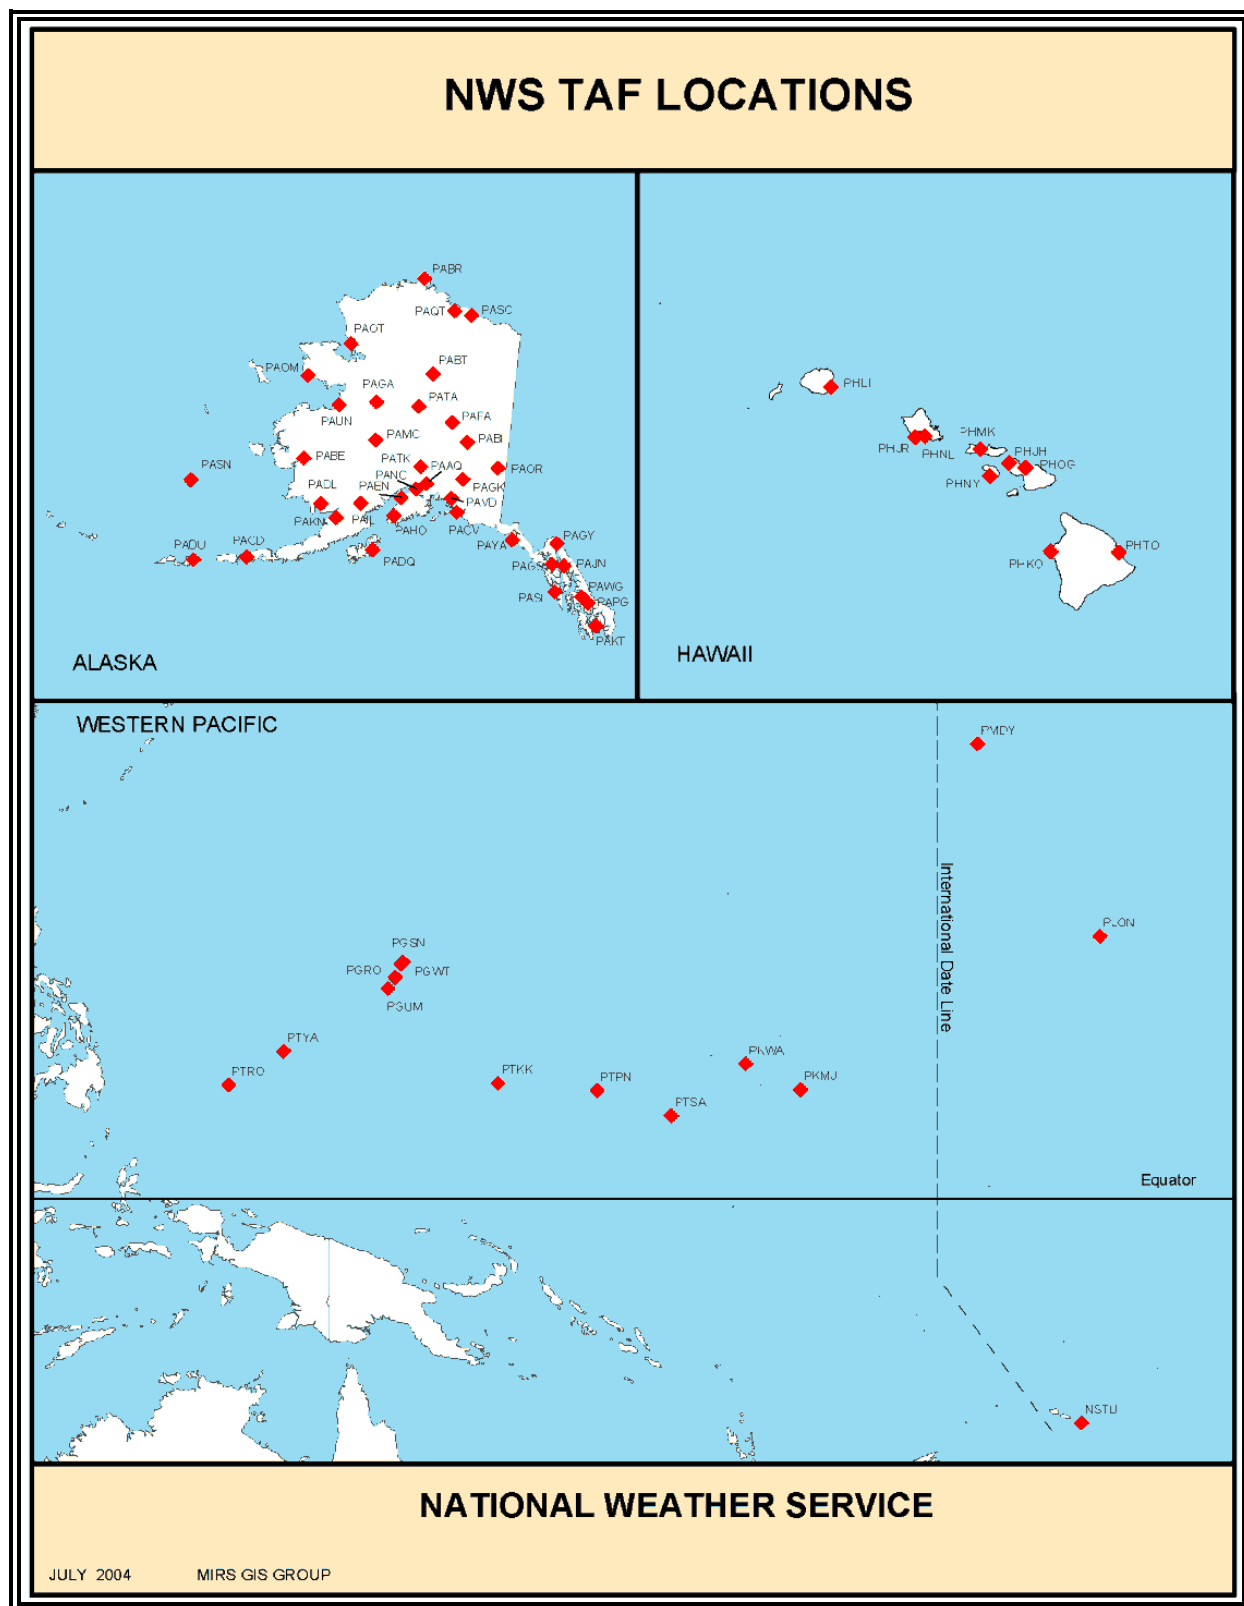 NWS TAF LOCATIONS
PABR
PAQT
PASC
PAOT
PAOM
PABT
PAGA
PATA
PAUN
PAFA
PAMC
PABI
PABE
PATK
PAAQ
PAOR
PASN
PANC
PADL
PAEN
PAGK
PAVD
PAKN
PAIL
PAHO
PACV
PADU
PACD
PADQ
PAYA
PAGY
PAGS
PAJN
PASI
PAWG
PAPG
PAKT
ALASKA
PHLI
PHJR
PHNL
PHMK
PHJH
PHOG
PHNY
PHKO
PHTO
HAWAII
WESTERN PACIFIC
PMDY
International Date Line
PLON
PGSN
PGRO
PGWT
PGUM
PTYA
PTRO
PTKK
PTPN
PKWA
PKMJ
PTSA
Equator
NSTU
NATIONAL WEATHER SERVICE
JULY 2004 MIRS GIS GROUP